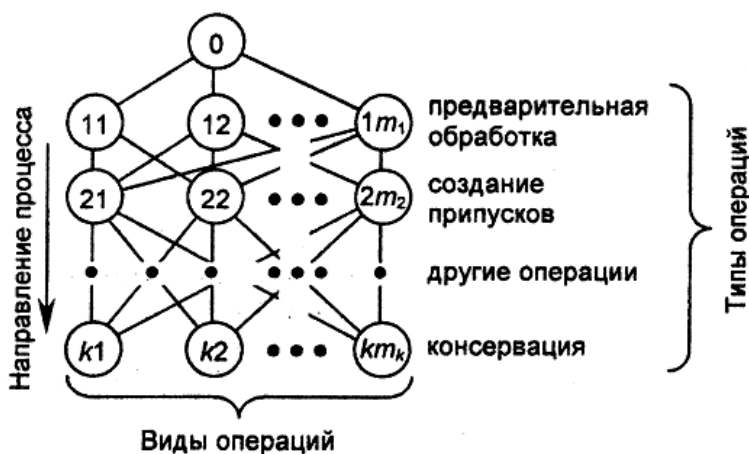 0
11 12 1m₁ предварительная
обработка
21 22 2m₂ создание
припусков
другие операции
k1 k2 kmₖ консервация
Виды операций
Направление процесса
Типы операций